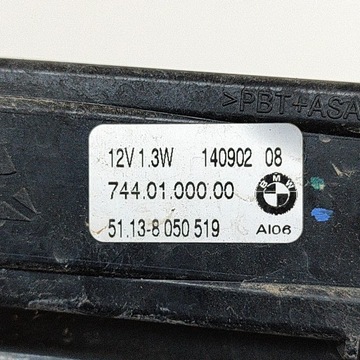 >PBT+ASA
12V 1.3W 140902 08
744.01.000.00
BMW
51.13-8 050 519 AI06